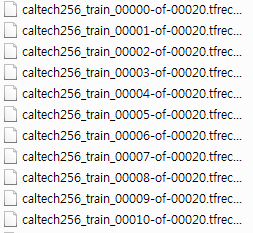 caltech256_train_00000-of-00020.tfrec...
caltech256_train_00001-of-00020.tfrec...
caltech256_train_00002-of-00020.tfrec...
caltech256_train_00003-of-00020.tfrec...
caltech256_train_00004-of-00020.tfrec...
caltech256_train_00005-of-00020.tfrec...
caltech256_train_00006-of-00020.tfrec...
caltech256_train_00007-of-00020.tfrec...
caltech256_train_00008-of-00020.tfrec...
caltech256_train_00009-of-00020.tfrec...
caltech256_train_00010-of-00020.tfrec...